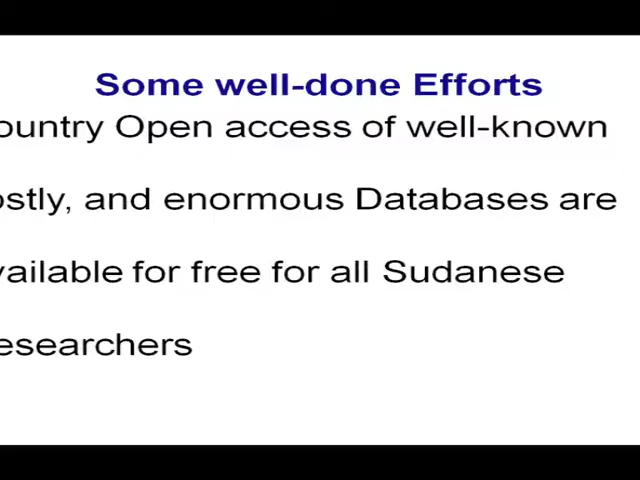 Some well-done Efforts
ountry Open access of well-known
ostly, and enormous Databases are
vailable for free for all Sudanese
esearchers